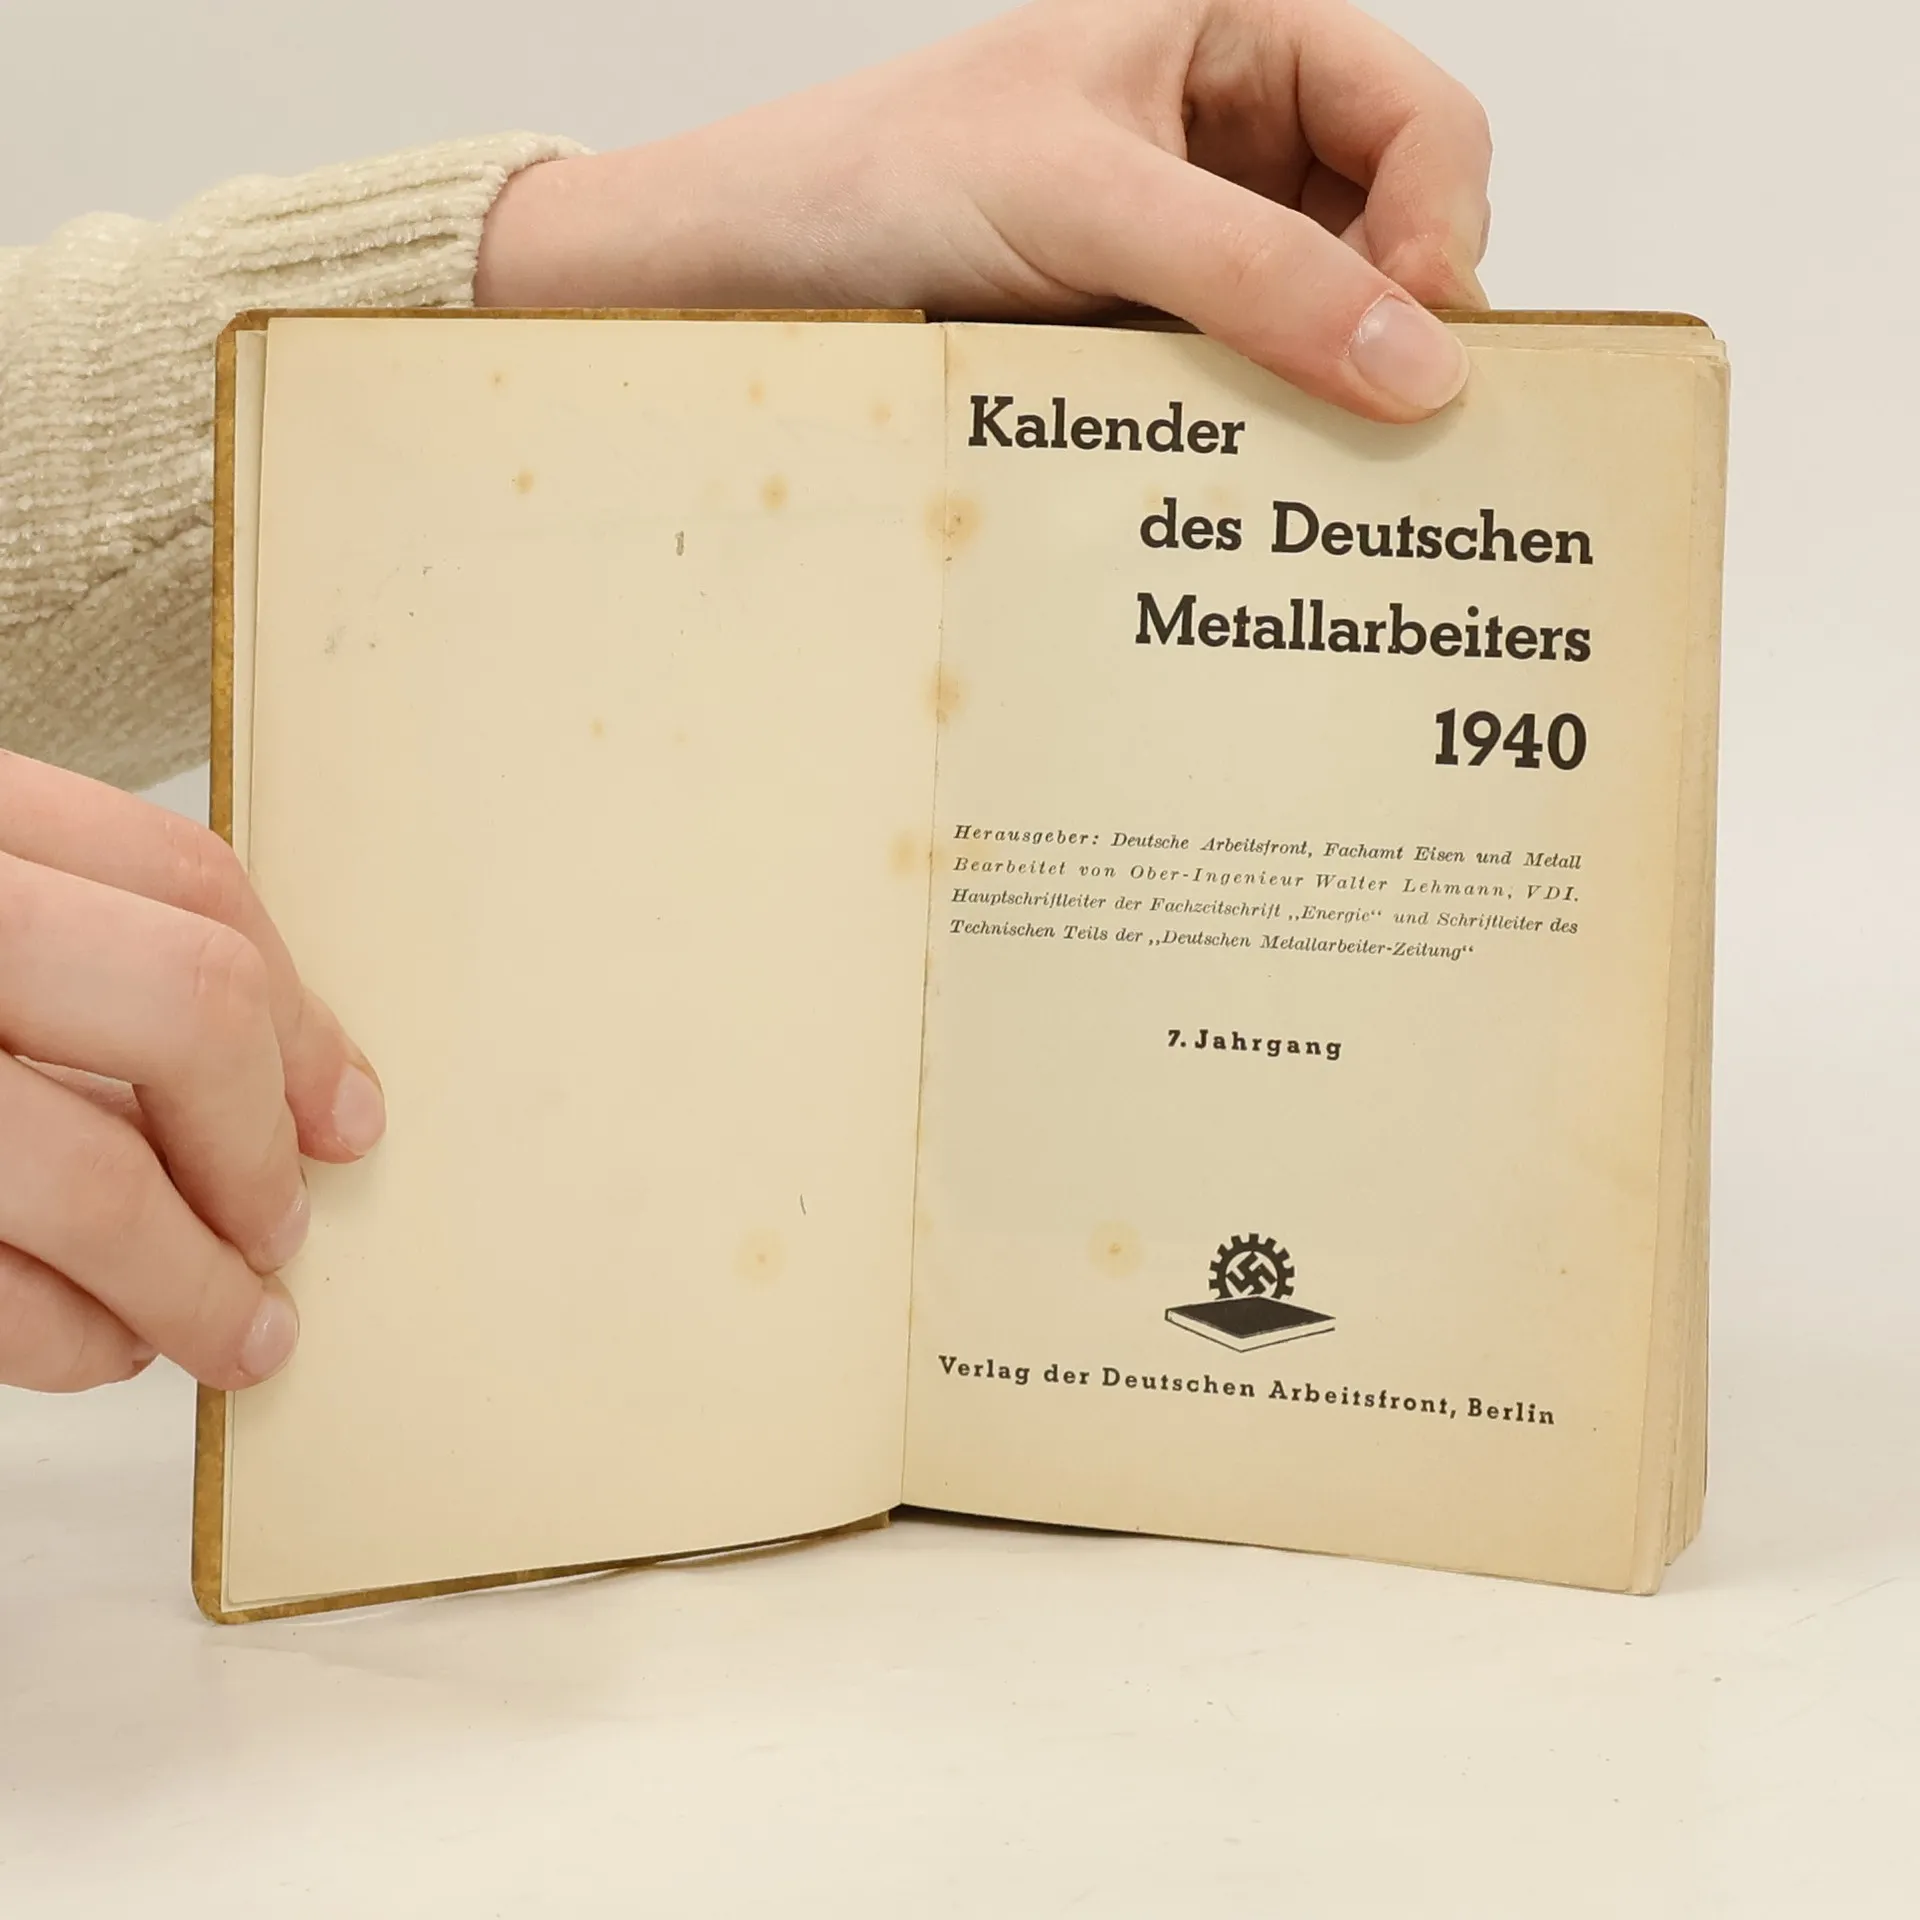 Kalender
des Deutschen
Metallarbeiters
1940
Herausgeber: Deutsche Arbeitsfront, Fachamt Eisen und Metall
Bearbeitet von Ober-Ingenieur Walter Lehmann, VDI.
Hauptschriftleiter der Fachzeitschrift „Energie“ und Schriftleiter des
Technischen Teils der „Deutschen Metallarbeiter-Zeitung“
7. Jahrgang
Verlag der Deutschen Arbeitsfront, Berlin